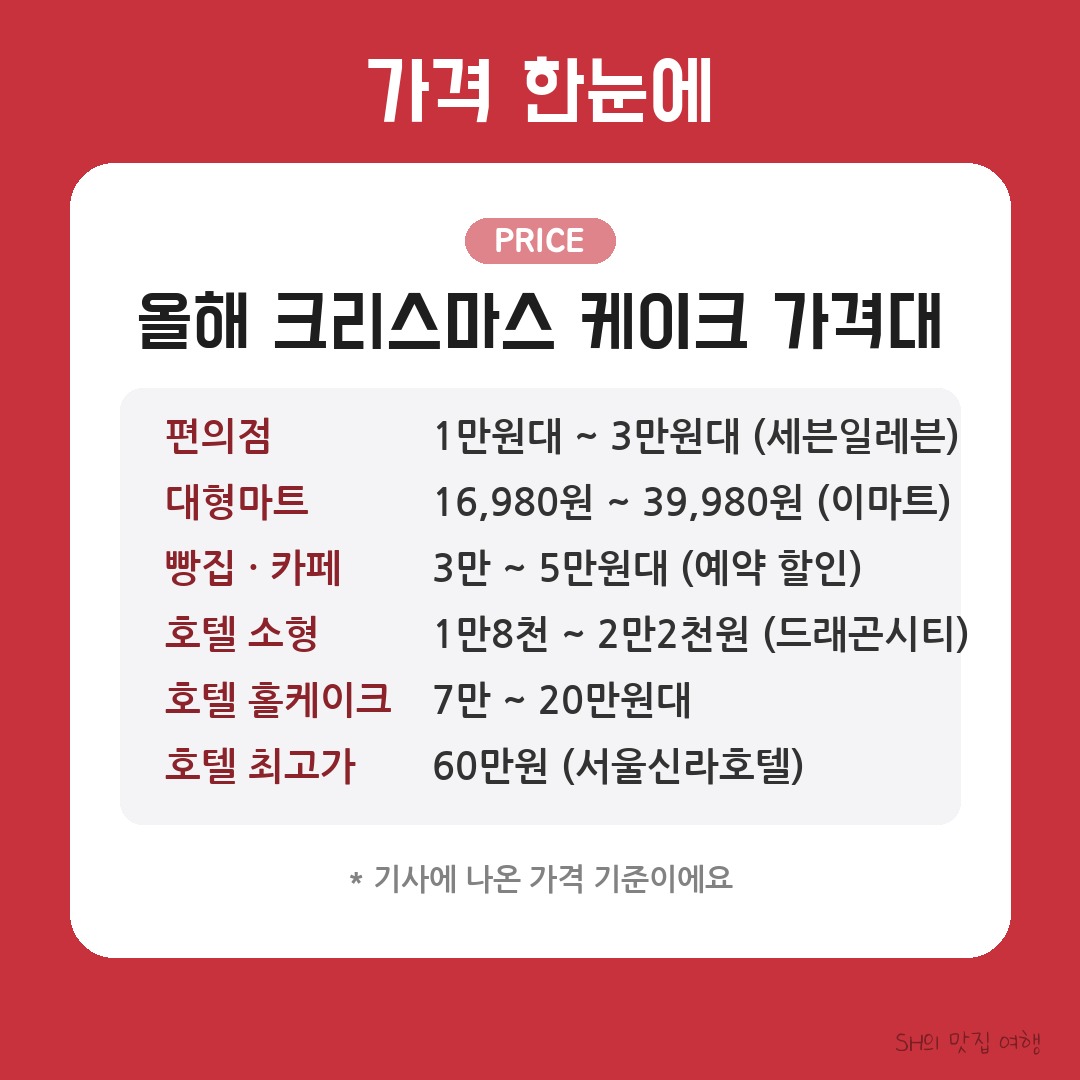 가격 한눈에
PRICE
올해 크리스마스 케이크 가격대
편의점 1만원대 ~ 3만원대 (세븐일레븐)
대형마트 16,980원 ~ 39,980원 (이마트)
빵집 · 카페 3만 ~ 5만원대 (예약 할인)
호텔 소형 1만8천 ~ 2만2천원 (드래곤시티)
호텔 홀케이크 7만 ~ 20만원대
호텔 최고가 60만원 (서울신라호텔)
* 기사에 나온 가격 기준이에요
SH의 맛집 여행